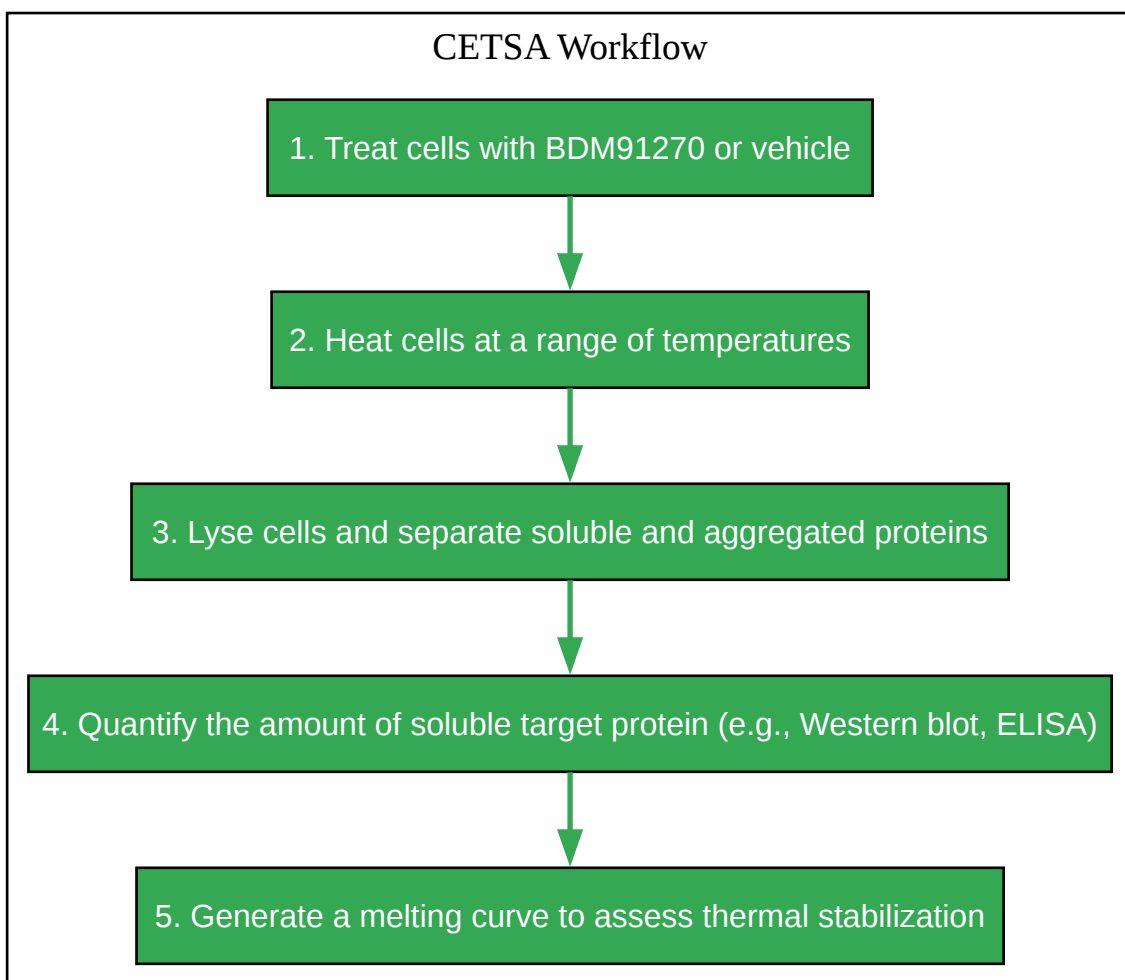 CETSA Workflow
1. Treat cells with BDM91270 or vehicle
2. Heat cells at a range of temperatures
3. Lyse cells and separate soluble and aggregated proteins
4. Quantify the amount of soluble target protein (e.g., Western blot, ELISA)
5. Generate a melting curve to assess thermal stabilization